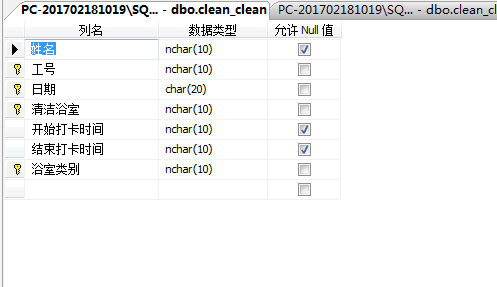 PC-201702181019\SQ... - dbo.clean_clean PC-201702181019\SQ... - dbo.clean_cl
列名 数据类型 允许 Null 值
姓名 nchar(10)
工号 nchar(10)
日期 char(20)
清洁浴室 nchar(10)
开始打卡时间 nchar(10)
结束打卡时间 nchar(10)
浴室类别 nchar(10)